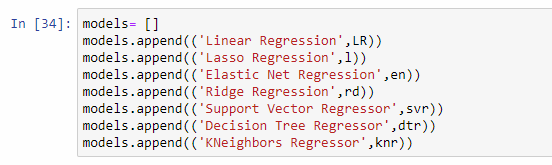 In [34]: models= []
models.append(('Linear Regression',LR))
models.append(('Lasso Regression',l))
models.append(('Elastic Net Regression',en))
models.append(('Ridge Regression',rd))
models.append(('Support Vector Regressor',svr))
models.append(('Decision Tree Regressor',dtr))
models.append(('KNeighbors Regressor',knr))